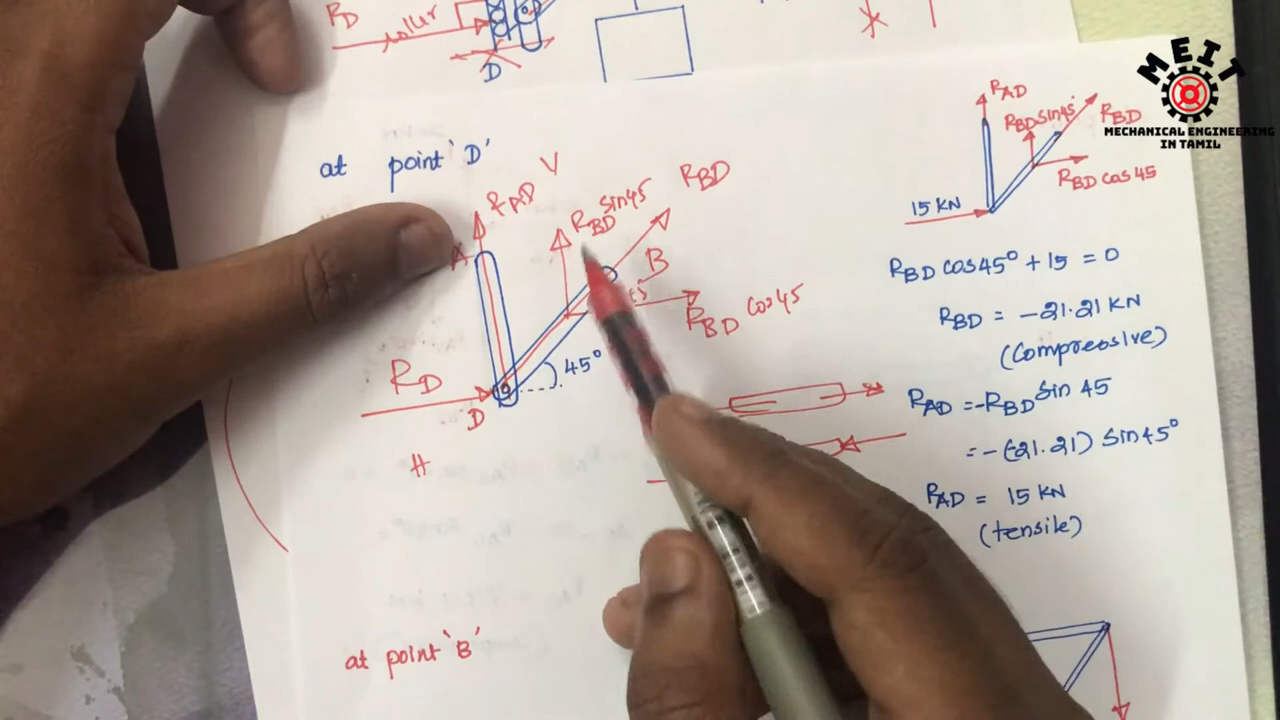 RD
roller
D
MEIT
MECHANICAL ENGINEERING
IN TAMIL
at point 'D'
V
RAD
RBD sin45
RBD
A
B
RBD cos45
45°
RD
D
H
RAD
RBD sin45°
RBD
RBD cos 45
15 KN
RBD cos45° + 15 = 0
RBD = -21.21 KN
(Compressive)
RAD = -RBD sin 45
= -(-21.21) sin 45°
RAD = 15 KN
(tensile)
at point 'B'